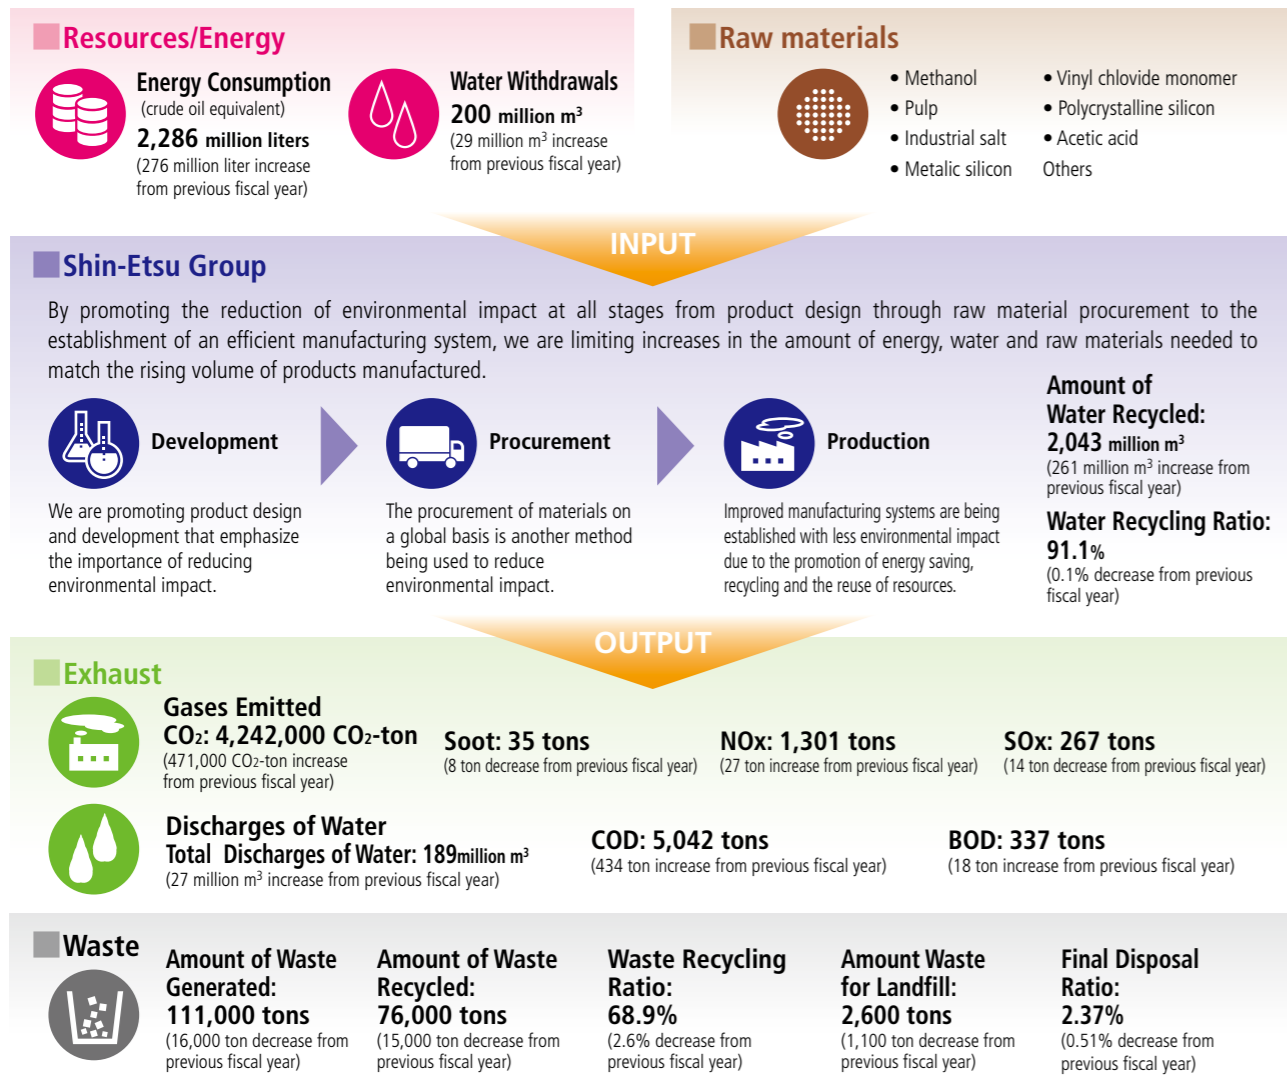 Resources/Energy
Energy Consumption
(crude oil equivalent)
2,286 million liters
(276 million liter increase
from previous fiscal year)
Water Withdrawals
200 million m³
(29 million m³ increase
from previous fiscal year)
Raw materials
• Methanol
• Pulp
• Industrial salt
• Metalic silicon
• Vinyl chlovide monomer
• Polycrystalline silicon
• Acetic acid
Others
INPUT
Shin-Etsu Group
By promoting the reduction of environmental impact at all stages from product design through raw material procurement to the
establishment of an efficient manufacturing system, we are limiting increases in the amount of energy, water and raw materials needed to
match the rising volume of products manufactured.
Development
We are promoting product design
and development that emphasize
the importance of reducing
environmental impact.
Procurement
The procurement of materials on
a global basis is another method
being used to reduce
environmental impact.
Production
Improved manufacturing systems are being
established with less environmental impact
due to the promotion of energy saving,
recycling and the reuse of resources.
Amount of
Water Recycled:
2,043 million m³
(261 million m³ increase from
previous fiscal year)
Water Recycling Ratio:
91.1%
(0.1% decrease from previous
fiscal year)
OUTPUT
Exhaust
Gases Emitted
CO₂: 4,242,000 CO₂-ton
(471,000 CO₂-ton increase
from previous fiscal year)
Soot: 35 tons
(8 ton decrease from previous fiscal year)
NOx: 1,301 tons
(27 ton increase from previous fiscal year)
SOx: 267 tons
(14 ton decrease from previous fiscal year)
Discharges of Water
Total Discharges of Water: 189million m³
(27 million m³ increase from previous fiscal year)
COD: 5,042 tons
(434 ton increase from previous fiscal year)
BOD: 337 tons
(18 ton increase from previous fiscal year)
Waste
Amount of Waste
Generated:
111,000 tons
(16,000 ton decrease from
previous fiscal year)
Amount of Waste
Recycled:
76,000 tons
(15,000 ton decrease from
previous fiscal year)
Waste Recycling
Ratio:
68.9%
(2.6% decrease from
previous fiscal year)
Amount Waste
for Landfill:
2,600 tons
(1,100 ton decrease from
previous fiscal year)
Final Disposal
Ratio:
2.37%
(0.51% decrease from
previous fiscal year)